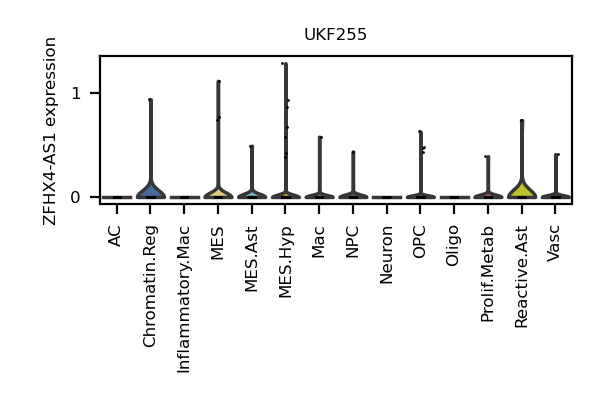 UKF255
ZFHX4-AS1 expression
1
0
AC
Chromatin.Reg
Inflammatory.Mac
MES
MES.Ast
MES.Hyp
Mac
NPC
Neuron
OPC
Oligo
Prolif.Metab
Reactive.Ast
Vasc